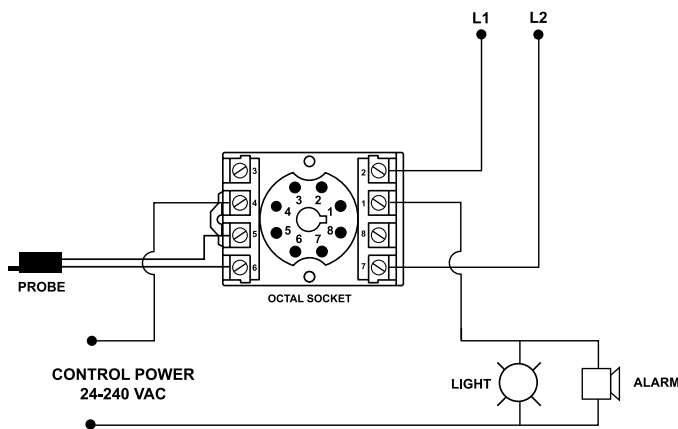 L1 L2
3 2
4 3 2 1
4 1
5 5 8 8
6 7
6 7
PROBE
OCTAL SOCKET
CONTROL POWER
24-240 VAC
LIGHT
ALARM